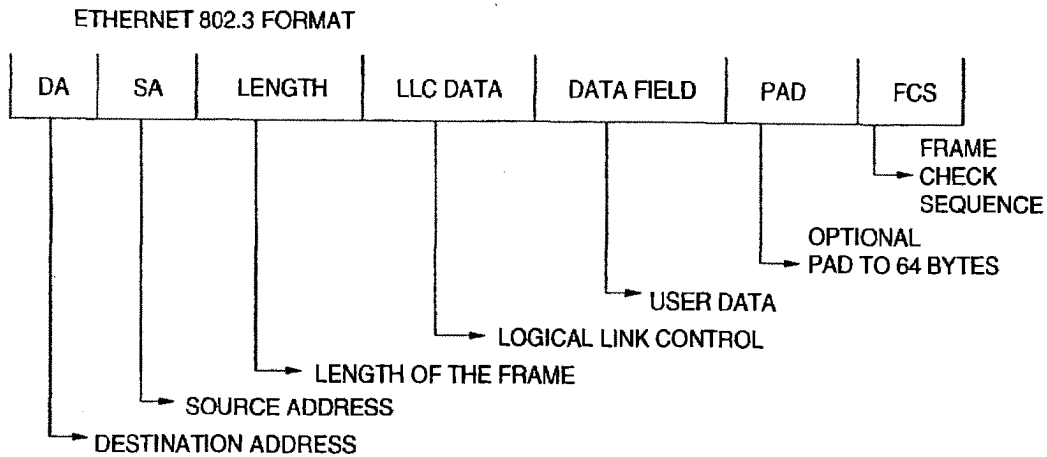 ETHERNET 802.3 FORMAT
DA SA LENGTH LLC DATA DATA FIELD PAD FCS
FRAME
CHECK
SEQUENCE
OPTIONAL
PAD TO 64 BYTES
USER DATA
LOGICAL LINK CONTROL
LENGTH OF THE FRAME
SOURCE ADDRESS
DESTINATION ADDRESS